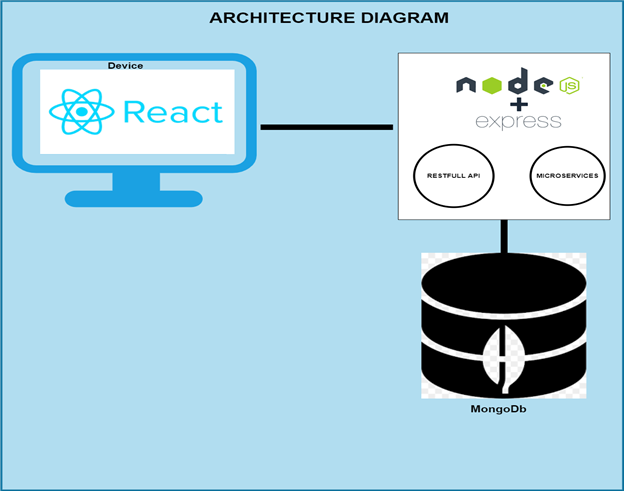 ARCHITECTURE DIAGRAM
Device
React
node
JS
+
express
RESTFULL API
MICROSERVICES
MongoDb